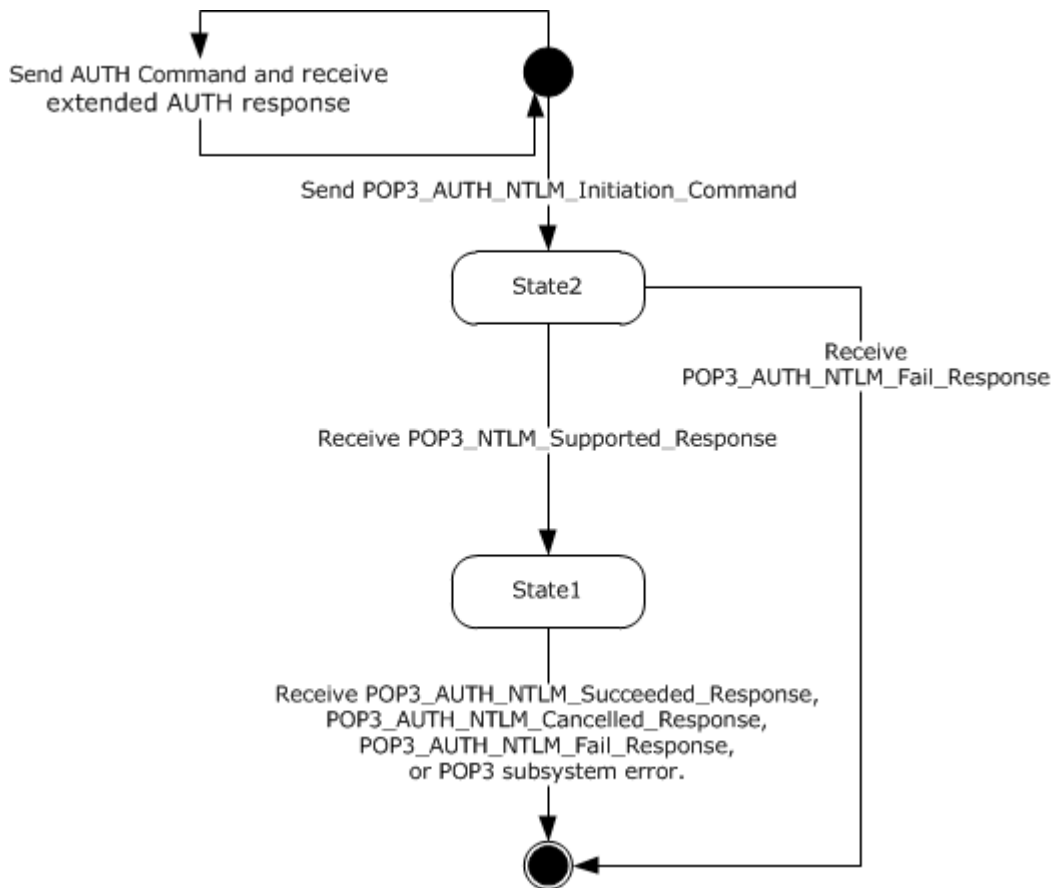 Send AUTH Command and receive
extended AUTH response
Send POP3_AUTH_NTLM_Initiation_Command
State2
Receive
POP3_AUTH_NTLM_Fail_Response
Receive POP3_NTLM_Supported_Response
State1
Receive POP3_AUTH_NTLM_Succeeded_Response,
POP3_AUTH_NTLM_Cancelled_Response,
POP3_AUTH_NTLM_Fail_Response,
or POP3 subsystem error.